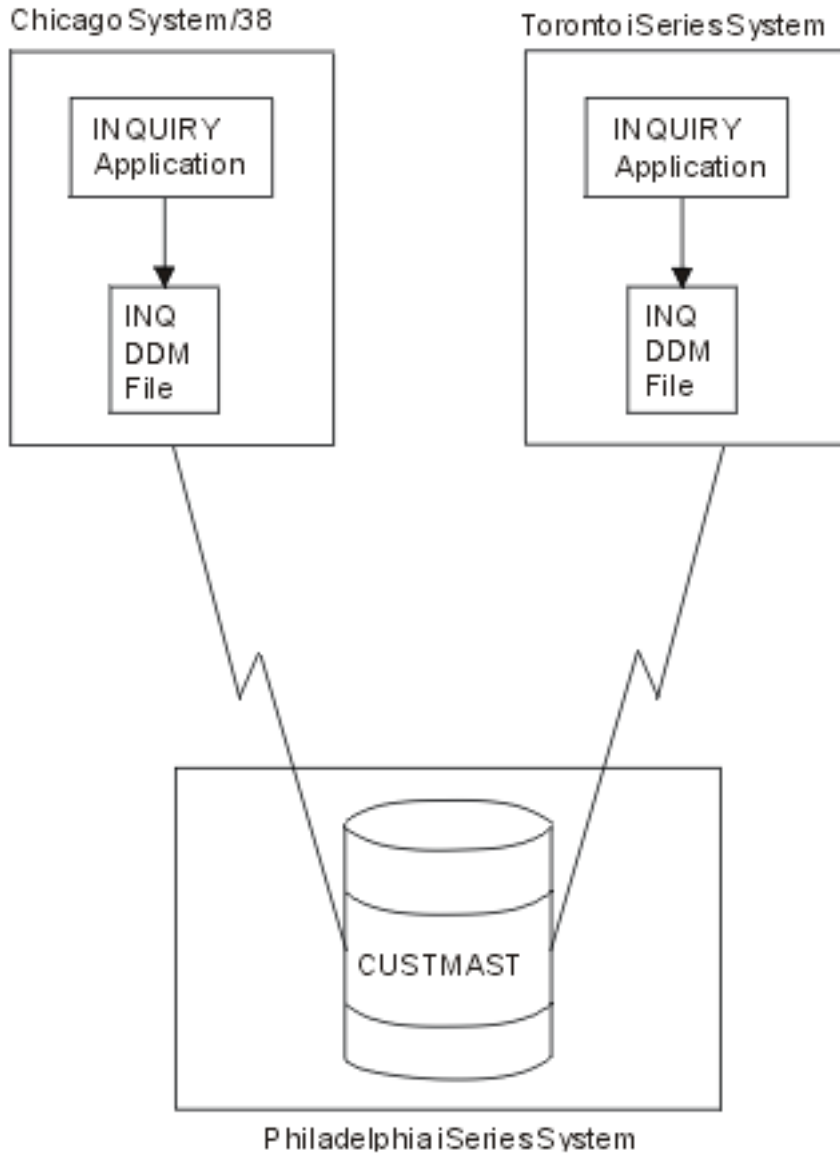 Chicago System/38
Toronto iSeries System
INQUIRY
Application
INQUIRY
Application
INQ
DDM
File
INQ
DDM
File
CUSTMAST
Philadelphia iSeries System